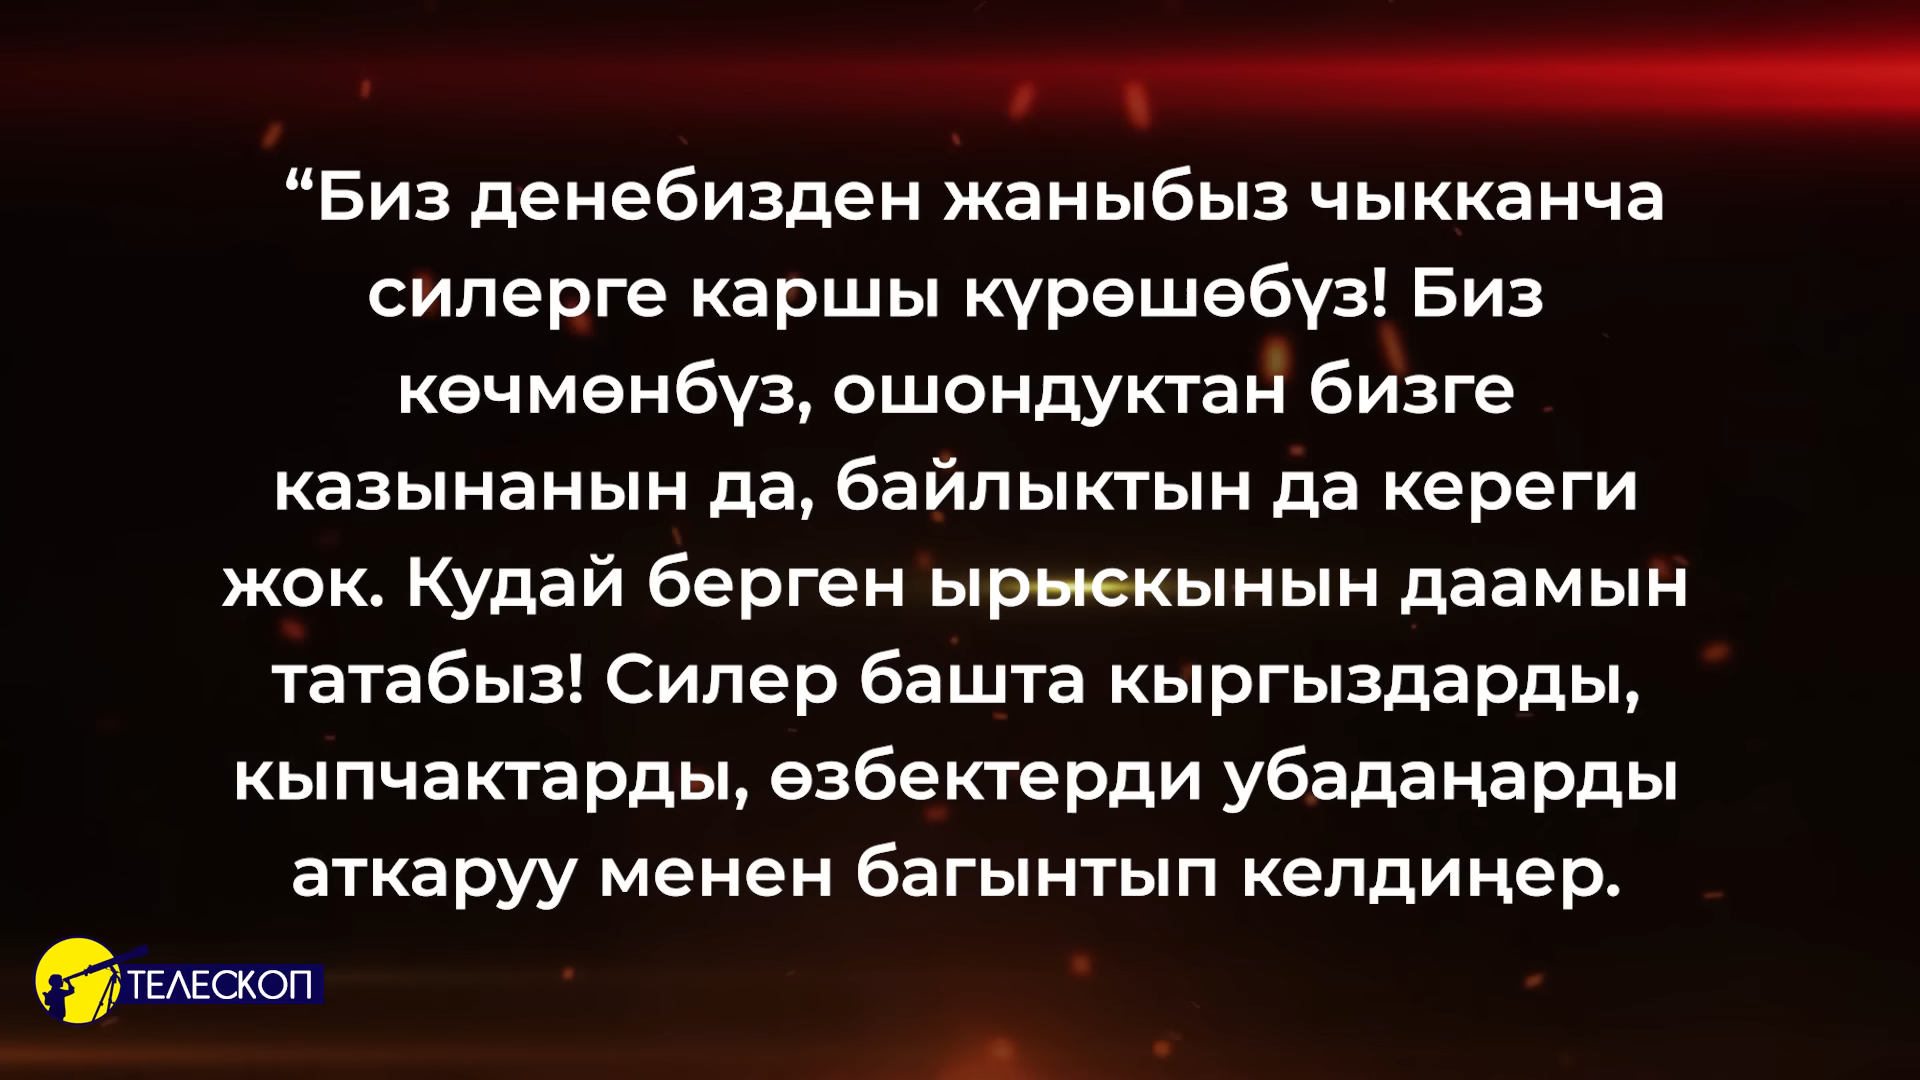 “Биз денебизден жаныбыз чыкканча
силерге каршы күрөшөбүз! Биз
көчмөнбүз, ошондуктан бизге
казынанын да, байлыктын да кереги
жок. Кудай берген ырыскынын даамын
татабыз! Силер башта кыргыздарды,
кыпчактарды, өзбектерди убадаңарды
аткаруу менен багынтып келдиңер.
ТЕЛЕСКОП